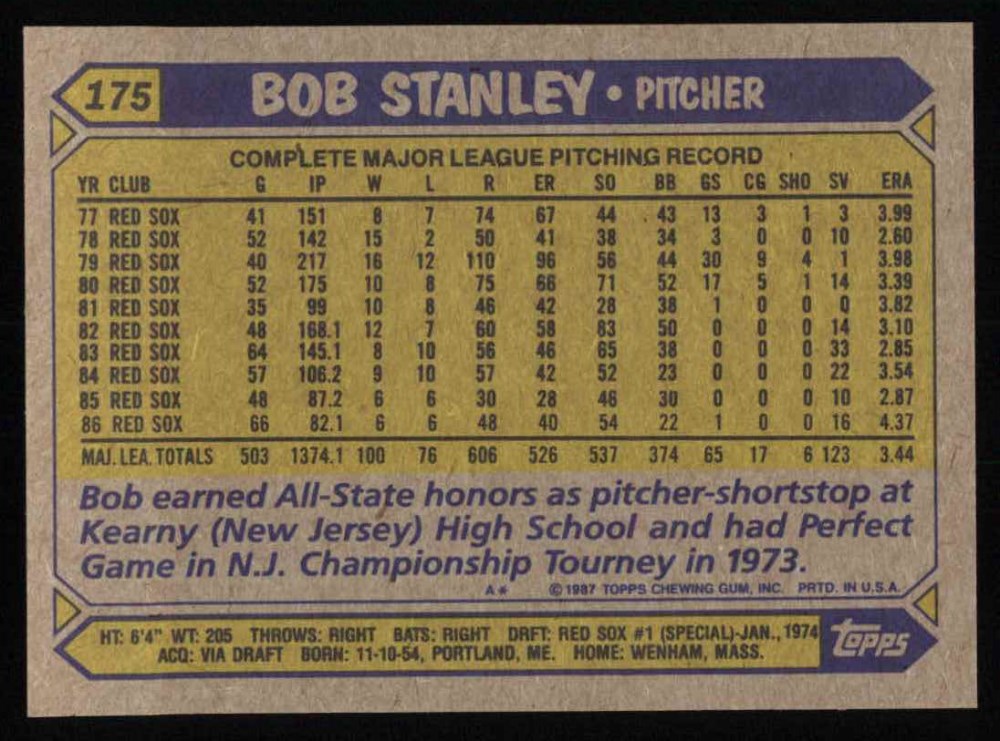 175 BOB STANLEY • PITCHER
COMPLETE MAJOR LEAGUE PITCHING RECORD
YR CLUB G IP W L R ER SO BB GS CG SHO SV ERA
77 RED SOX 41 151 8 7 74 67 44 43 13 3 1 3 3.99
78 RED SOX 52 142 15 2 50 41 38 34 3 0 0 10 2.60
79 RED SOX 40 217 16 12 110 96 56 44 30 9 4 1 3.98
80 RED SOX 52 175 10 8 75 66 71 52 17 5 1 14 3.39
81 RED SOX 35 99 10 8 46 42 28 38 1 0 0 0 3.82
82 RED SOX 48 168.1 12 7 60 58 83 50 0 0 0 14 3.10
83 RED SOX 64 145.1 8 10 56 46 65 38 0 0 0 33 2.85
84 RED SOX 57 106.2 9 10 57 42 52 23 0 0 0 22 3.54
85 RED SOX 48 87.2 6 6 30 28 46 30 0 0 0 10 2.87
86 RED SOX 66 82.1 6 6 48 40 54 22 1 0 0 16 4.37
MAJ. LEA. TOTALS 503 1374.1 100 76 606 526 537 374 65 17 6 123 3.44
Bob earned All-State honors as pitcher-shortstop at
Kearny (New Jersey) High School and had Perfect
Game in N.J. Championship Tourney in 1973.
A* © 1987 TOPPS CHEWING GUM, INC. PRTD. IN U.S.A.
HT: 6'4" WT: 205 THROWS: RIGHT BATS: RIGHT DRFT: RED SOX #1 (SPECIAL)-JAN., 1974
ACQ: VIA DRAFT BORN: 11-10-54, PORTLAND, ME. HOME: WENHAM, MASS.
Topps